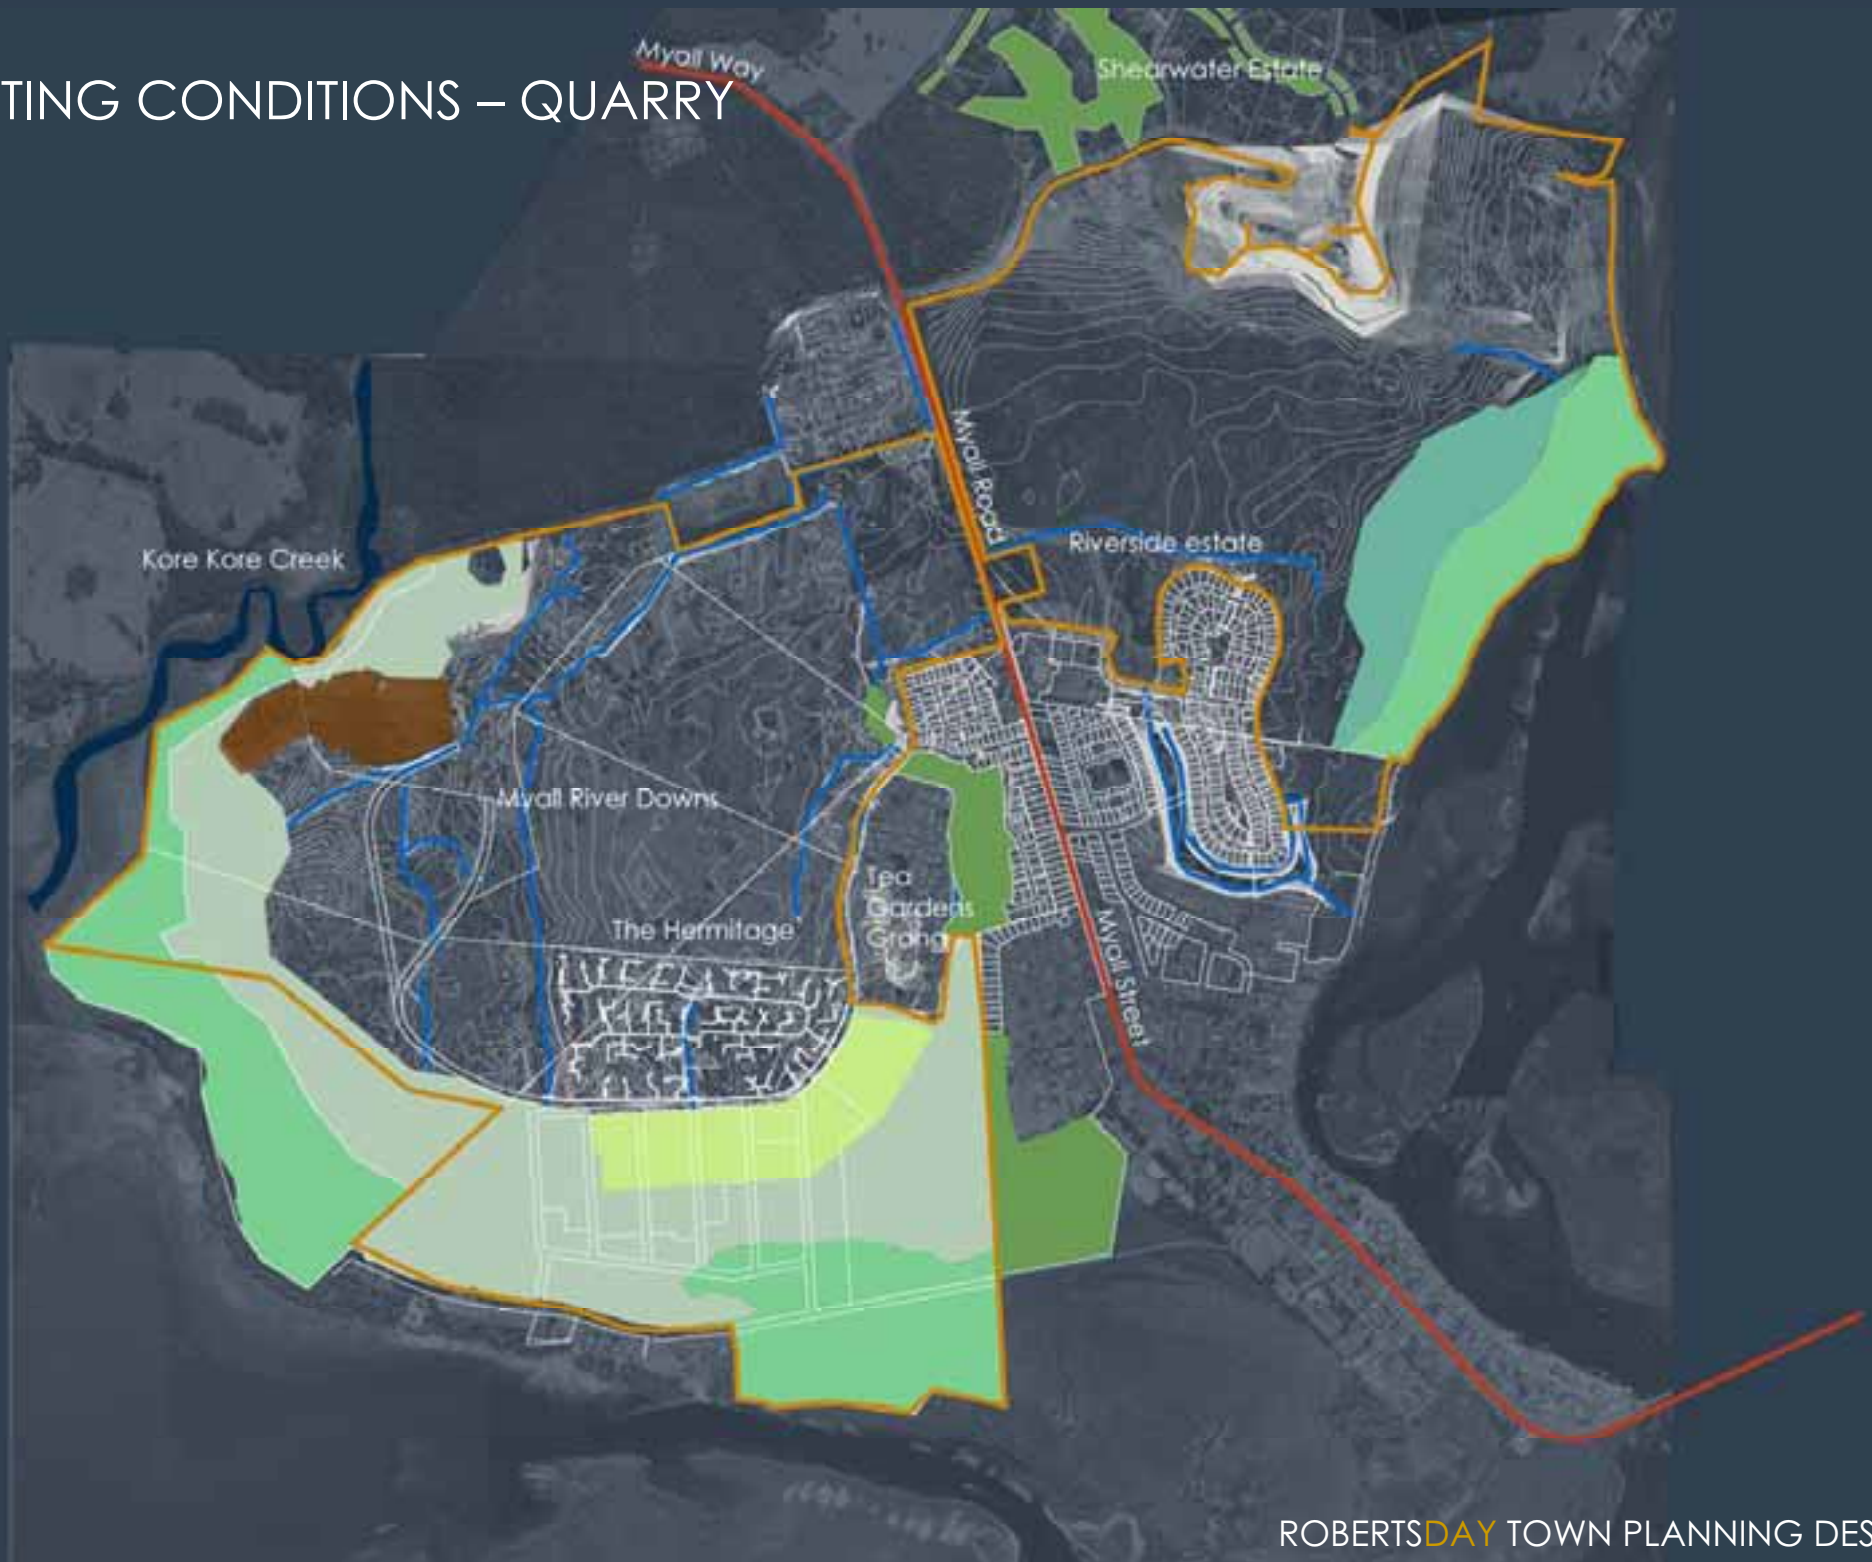 Myall Way
TING CONDITIONS – QUARRY
Shearwater Estate
Myall Road
Riverside estate
Kore Kore Creek
Myall River Downs
Tea
Gardens
Grang
The Hermitage
Myall Street
ROBERTSDAY TOWN PLANNING DES